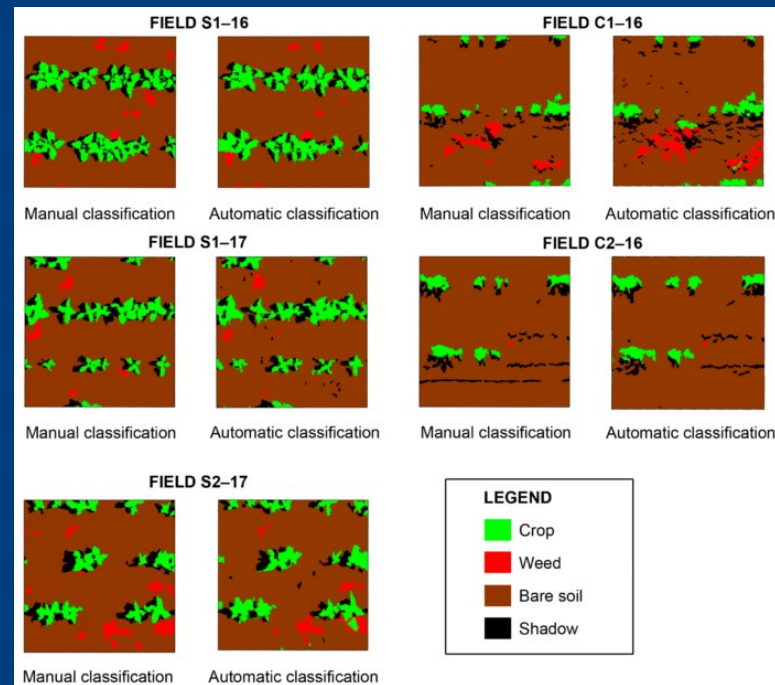 FIELD S1–16
Manual classification
Automatic classification
FIELD C1–16
Manual classification
Automatic classification
FIELD S1–17
Manual classification
Automatic classification
FIELD C2–16
Manual classification
Automatic classification
FIELD S2–17
Manual classification
Automatic classification
LEGEND
Crop
Weed
Bare soil
Shadow